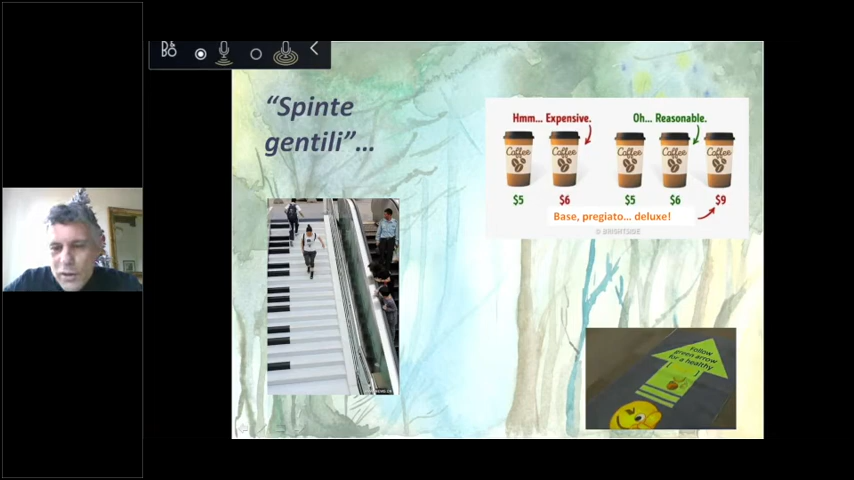 “Spinte
gentili”...
Hmm... Expensive.
Oh... Reasonable.
Coffee
Coffee
Coffee
Coffee
Coffee
$5
$6
$5
$6
$9
Base, pregiato... deluxe!
© BRIGHTSIDE
Follow
green arrow
for a healthy